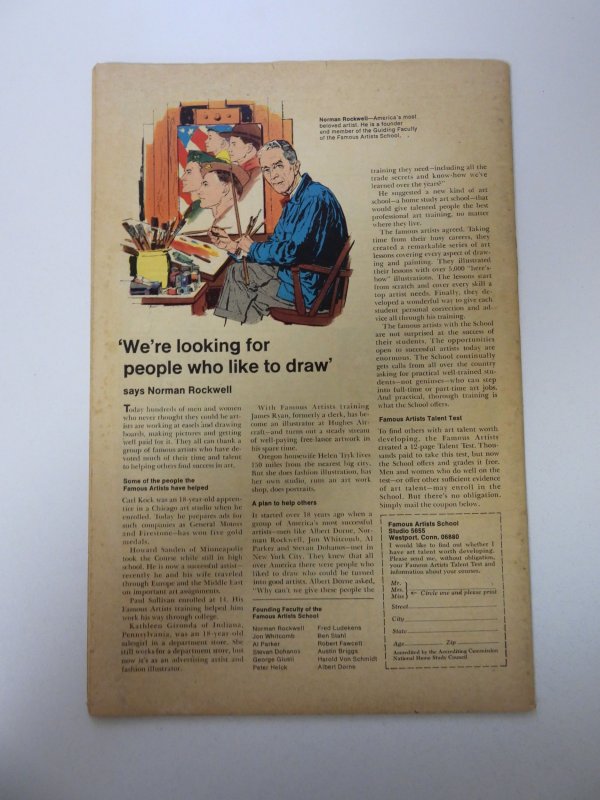 Norman Rockwell—America's most
beloved artist. He is a founder
and member of the Guiding Faculty
of the Famous Artists School.
'We're looking for
people who like to draw'
says Norman Rockwell
Today hundreds of men and women
who never thought they could be art-
ists are working at easels and drawing
boards, making pictures and getting
well paid for it. They all can thank a
group of famous artists who have de-
voted much of their time and talent
to helping others find success in art.
Some of the people the
Famous Artists have helped
Carl Kock was an 18-year-old appren-
tice in a Chicago art studio when he
enrolled. Today he prepares ads for
such companies as General Motors
and Firestone—has won five gold
medals.
Howard Sanden of Minneapolis
took the Course while still in high
school. He is now a successful artist—
recently he and his wife traveled
through Europe and the Middle East
on important art assignments.
Paul Sullivan enrolled at 14. His
Famous Artists training helped him
work his way through college.
Kathleen Gironda of Indiana,
Pennsylvania, was an 18-year-old
salesgirl in a department store. She
still works for a department store, but
now it's as an advertising artist and
fashion illustrator.
With Famous Artists training
James Ryan, formerly a clerk, has be-
come an illustrator at Hughes Air-
craft—and turns out a steady stream
of well-paying free-lance artwork in
his spare time.
Oregon housewife Helen Tryk lives
150 miles from the nearest big city.
But she does fashion illustration, has
her own studio, runs an art work
shop, does portraits.
A plan to help others
It started over 18 years ago when a
group of America's most successful
artists—men like Albert Dorne, Nor-
man Rockwell, Jon Whitcomb, Al
Parker and Stevan Dohanos—met in
New York City. They knew that all
over America there were people who
liked to draw who could be turned
into good artists. Albert Dorne asked,
"Why can't we give these people the
Founding Faculty of the
Famous Artists School
Norman Rockwell
Jon Whitcomb
Al Parker
Stevan Dohanos
George Giusti
Peter Helck
Fred Ludekens
Ben Stahl
Robert Fawcett
Austin Briggs
Harold Von Schmidt
Albert Dorne
training they need—including all the
trade secrets and know-how we've
learned over the years?"
He suggested a new kind of art
school—a home study art school—that
would give talented people the best
professional art training, no matter
where they live.
The famous artists agreed. Taking
time from their busy careers, they
created a remarkable series of art
lessons covering every aspect of draw-
ing and painting. They illustrated
their lessons with over 5,000 "here's-
how" illustrations. The lessons start
from scratch and cover every skill a
top artist needs. Finally, they de-
veloped a wonderful way to give each
student personal correction and ad-
vice all through his training.
The famous artists with the School
are not surprised at the success of
their students. The opportunities
open to successful artists today are
enormous. The School continually
gets calls from all over the country
asking for practical well-trained stu-
dents—not geniuses—who can step
into full-time or part-time art jobs.
And practical, thorough training is
what the School offers.
Famous Artists Talent Test
To find others with art talent worth
developing, the Famous Artists
created a 12-page Talent Test. Thou-
sands paid to take this test, but now
the School offers and grades it free.
Men and women who do well on the
test—or offer other sufficient evidence
of art talent—may enroll in the
School. But there's no obligation.
Simply mail the coupon below.
Famous Artists School
Studio 5655
Westport, Conn. 06880
I would like to find out whether I
have art talent worth developing.
Please send me, without obligation,
your Famous Artists Talent Test and
information about your courses.
Mr.
Mrs.
Miss
Circle one and please print
Street
City
State
Age Zip
Accredited by the Accrediting Commission
National Home Study Council